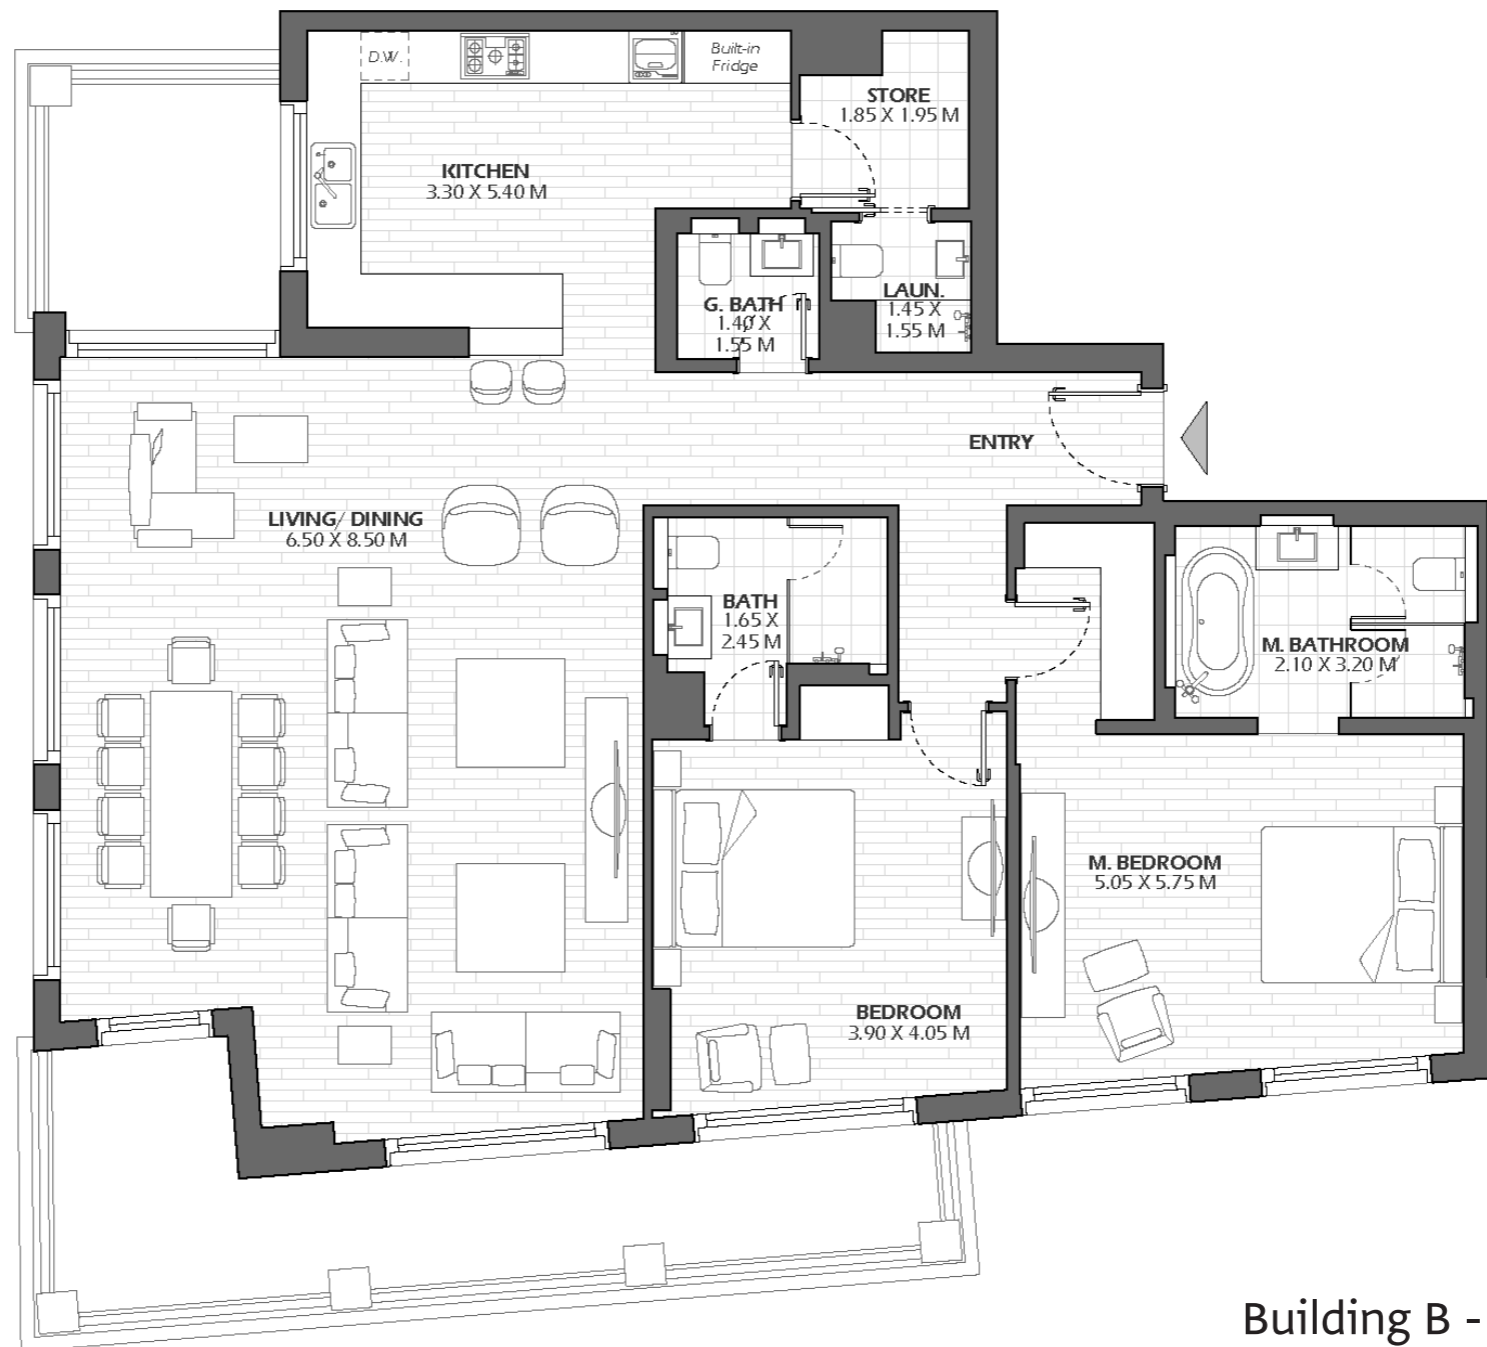 D.W.
Built-in
Fridge
STORE
1.85 X 1.95 M
KITCHEN
3.30 X 5.40 M
G. BATH
1.40 X
1.55 M
LAUN.
1.45 X
1.55 M
ENTRY
LIVING/ DINING
6.50 X 8.50 M
BATH
1.65 X
2.45 M
M. BATHROOM
2.10 X 3.20 M
M. BEDROOM
5.05 X 5.75 M
BEDROOM
3.90 X 4.05 M
Building B -